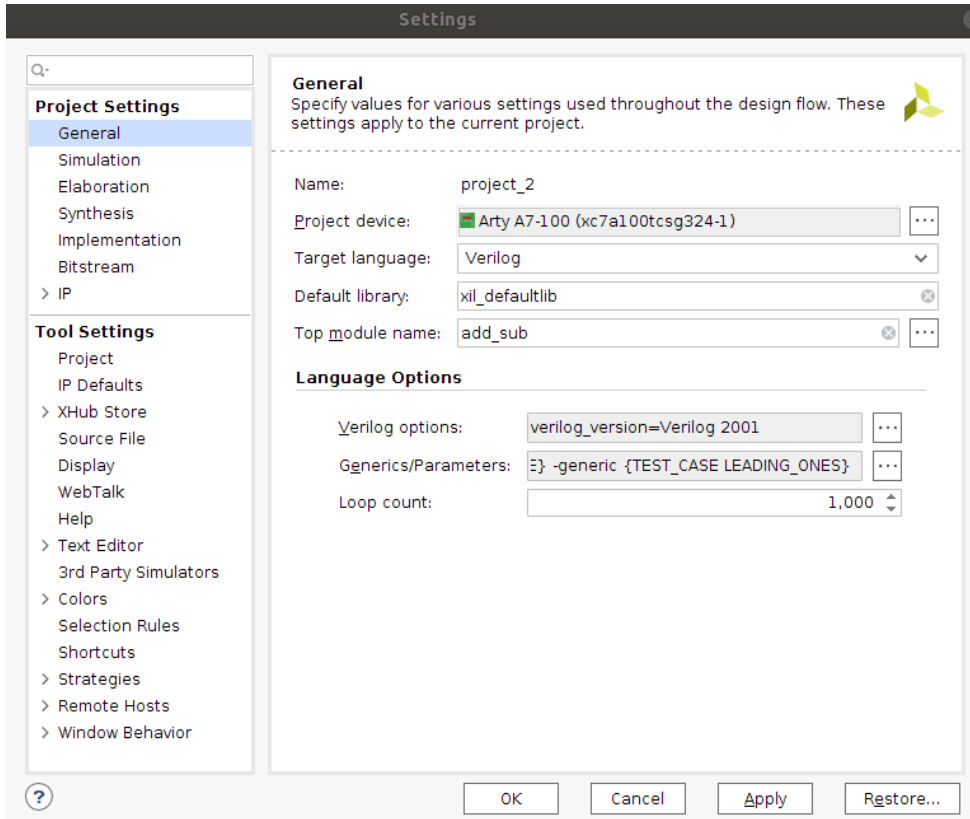 Settings
Project Settings
General
Simulation
Elaboration
Synthesis
Implementation
Bitstream
> IP
Tool Settings
Project
IP Defaults
> XHub Store
Source File
Display
WebTalk
Help
> Text Editor
3rd Party Simulators
> Colors
Selection Rules
Shortcuts
> Strategies
> Remote Hosts
> Window Behavior
General
Specify values for various settings used throughout the design flow. These
settings apply to the current project.
Name: project_2
Project device: Arty A7-100 (xc7a100tcsg324-1) ...
Target language: Verilog
Default library: xil_defaultlib
Top module name: add_sub ...
Language Options
Verilog options: verilog_version=Verilog 2001 ...
Generics/Parameters: E} -generic {TEST_CASE LEADING_ONES} ...
Loop count: 1,000
? OK Cancel Apply Restore...